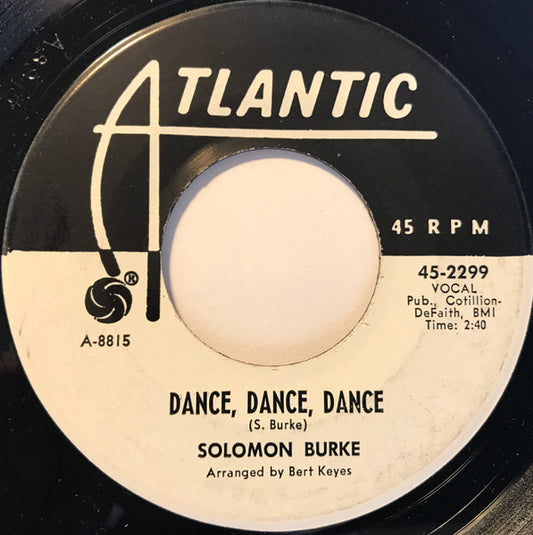 ATLANTIC
45 RPM
®
A-8815
45-2299
VOCAL
Pub., Cotillion-
DeFaith, BMI
Time: 2:40
DANCE, DANCE, DANCE
(S. Burke)
SOLOMON BURKE
Arranged by Bert Keyes